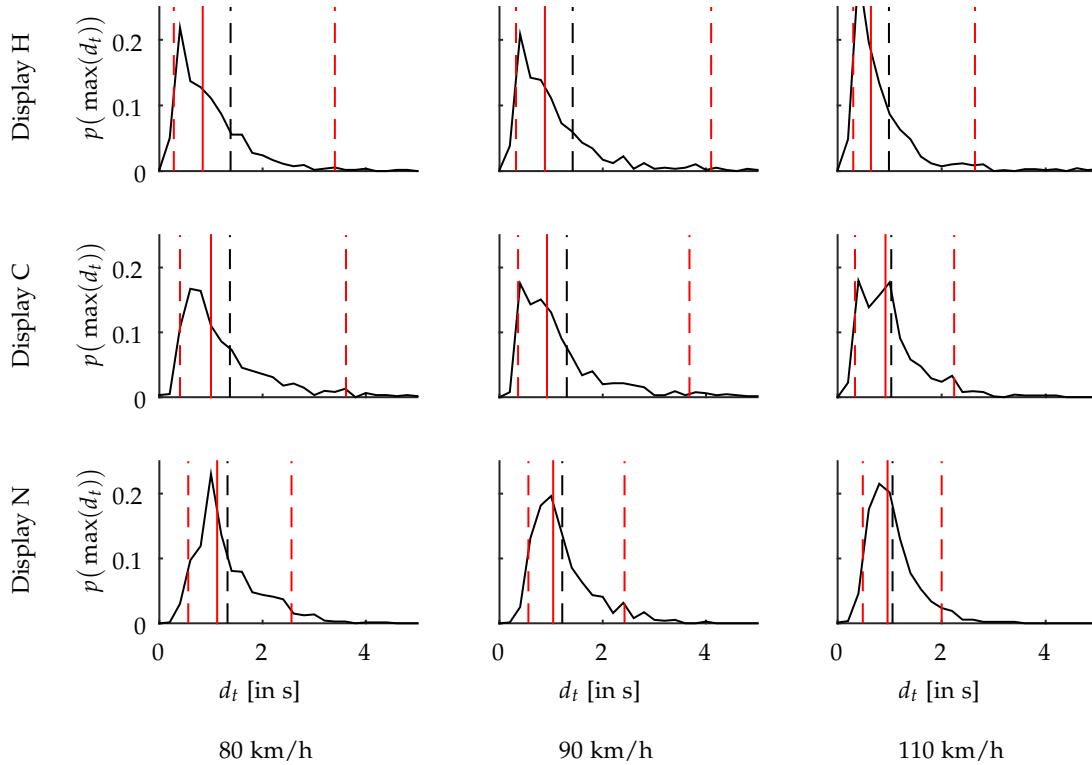 Display H
p( max(d_t))
0.2
0.1
0
Display C
p( max(d_t))
0.2
0.1
0
Display N
p( max(d_t))
0.2
0.1
0
0 2 4 0 2 4 0 2 4
d_t [in s] d_t [in s] d_t [in s]
80 km/h 90 km/h 110 km/h